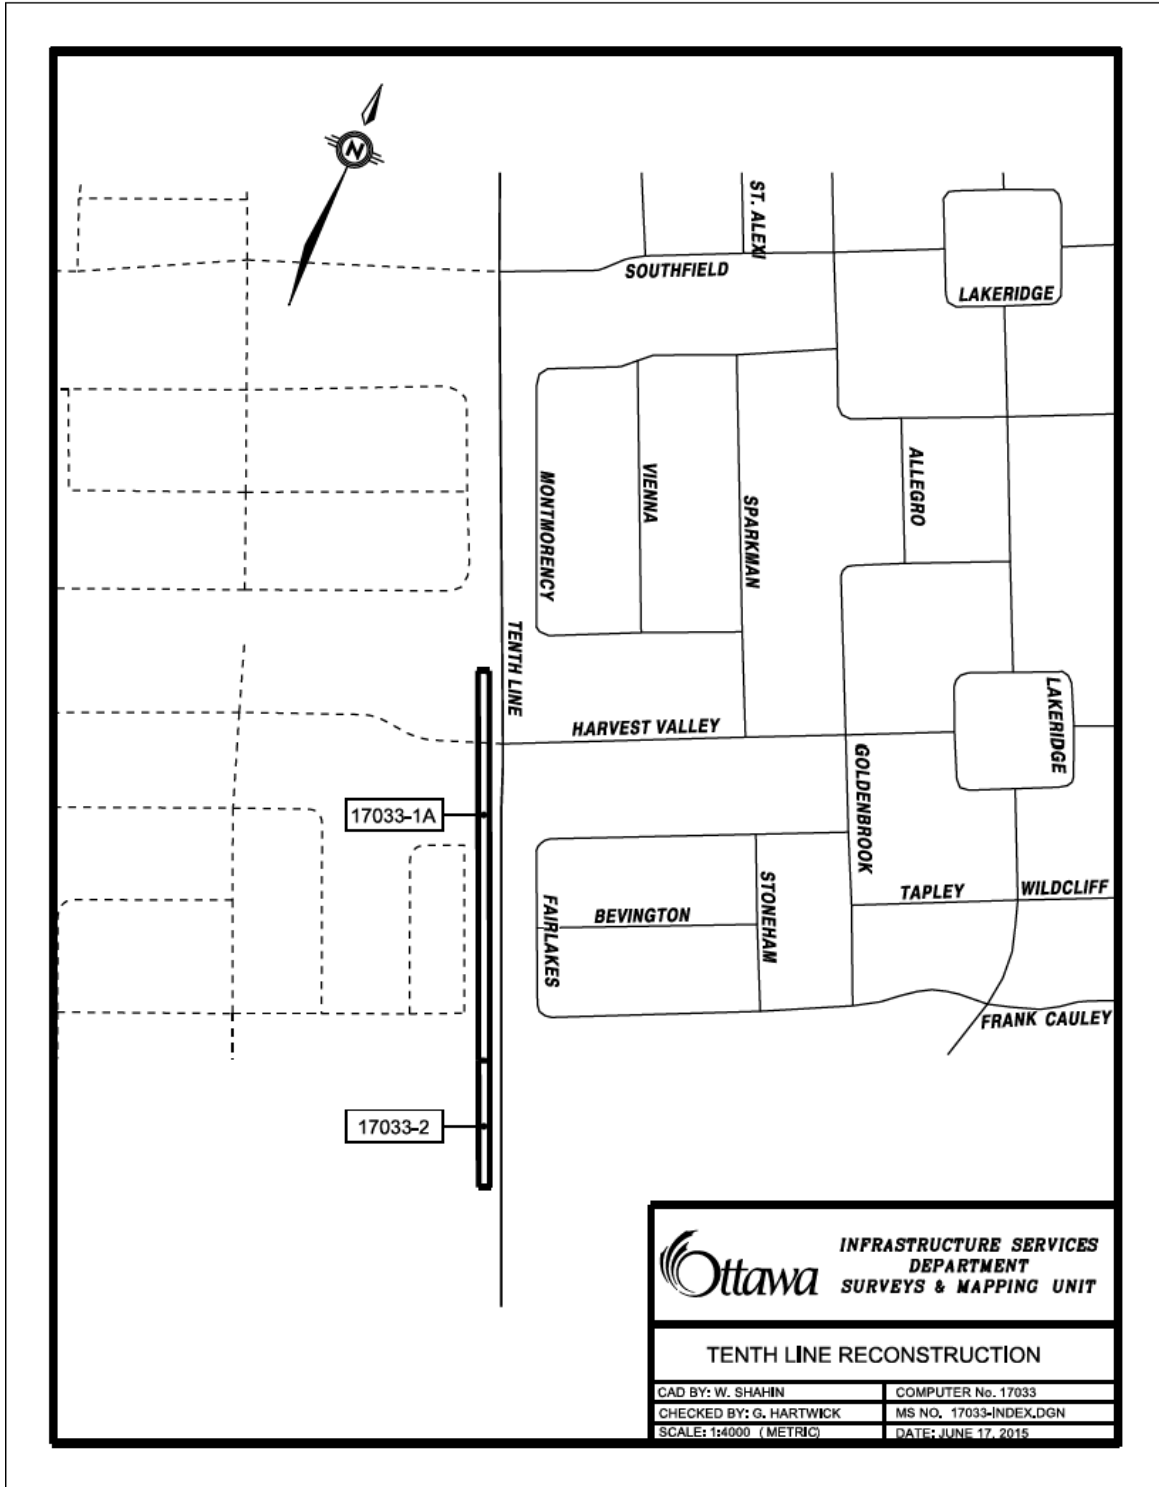 N
ST. ALEXI
SOUTHFIELD
LAKERIDGE
MONTMORENCY
VIENNA
SPARKMAN
ALLEGRO
TENTH LINE
HARVEST VALLEY
LAKERIDGE
GOLDENBROOK
17033-1A
FAIRLAKES
BEVINGTON
STONEHAM
TAPLEY
WILDCLIFF
FRANK CAULEY
17033-2
Ottawa
INFRASTRUCTURE SERVICES
DEPARTMENT
SURVEYS & MAPPING UNIT
TENTH LINE RECONSTRUCTION
CAD BY: W. SHAHIN
COMPUTER No. 17033
CHECKED BY: G. HARTWICK
MS NO. 17033-INDEX.DGN
SCALE: 1:4000 ( METRIC)
DATE: JUNE 17, 2015